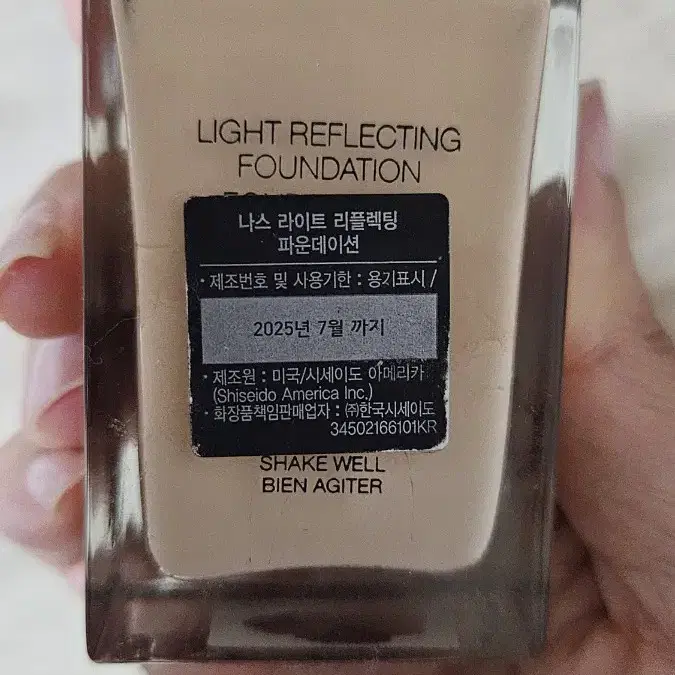 LIGHT REFLECTING
FOUNDATION
나스 라이트 리플렉팅
파운데이션
· 제조번호 및 사용기한 : 용기표시 /
2025년 7월 까지
· 제조원 : 미국/시세이도 아메리카
(Shiseido America Inc.)
· 화장품책임판매업자 : ㈜한국시세이도
34502166101KR
SHAKE WELL
BIEN AGITER